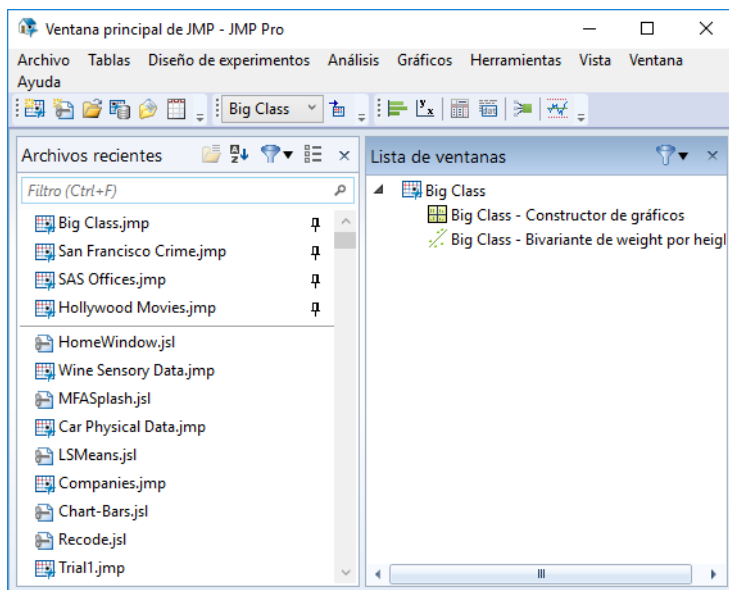 Ventana principal de JMP - JMP Pro
Archivo Tablas Diseño de experimentos Análisis Gráficos Herramientas Vista Ventana
Ayuda
Big Class
Archivos recientes
Filtro (Ctrl+F)
Big Class.jmp
San Francisco Crime.jmp
SAS Offices.jmp
Hollywood Movies.jmp
HomeWindow.jsl
Wine Sensory Data.jmp
MFASplash.jsl
Car Physical Data.jmp
LSMeans.jsl
Companies.jmp
Chart-Bars.jsl
Recode.jsl
Trial1.jmp
Lista de ventanas
Big Class
Big Class - Constructor de gráficos
Big Class - Bivariante de weight por heigl